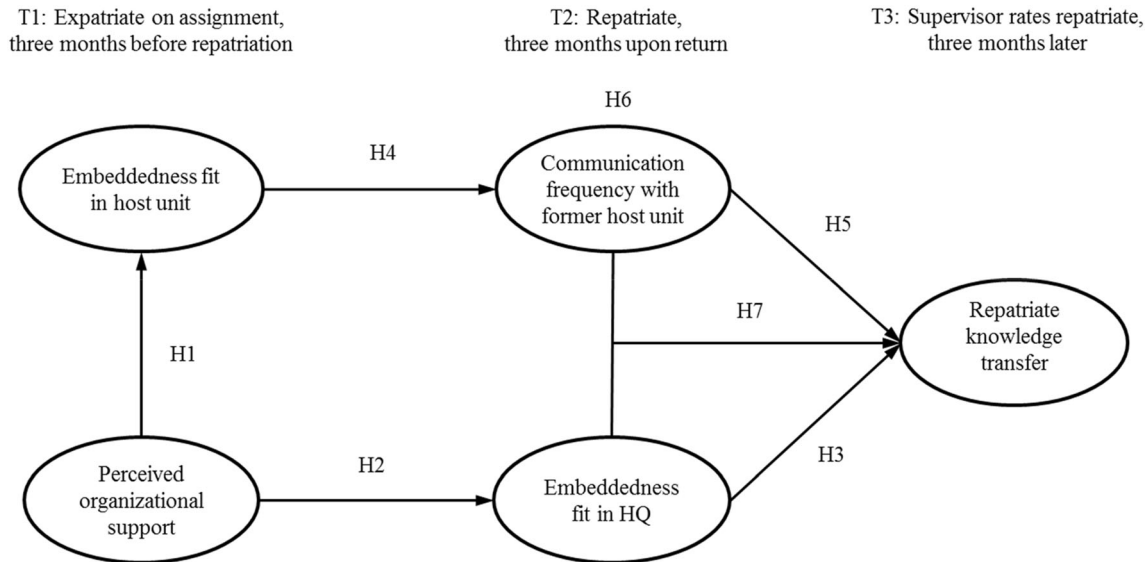 T1: Expatriate on assignment,
three months before repatriation
T2: Repatriate,
three months upon return
T3: Supervisor rates repatriate,
three months later
H6
Embeddedness fit
in host unit
H4
Communication
frequency with
former host unit
H5
H1
H7
Repatriate
knowledge
transfer
Perceived
organizational
support
H2
Embeddedness
fit in HQ
H3